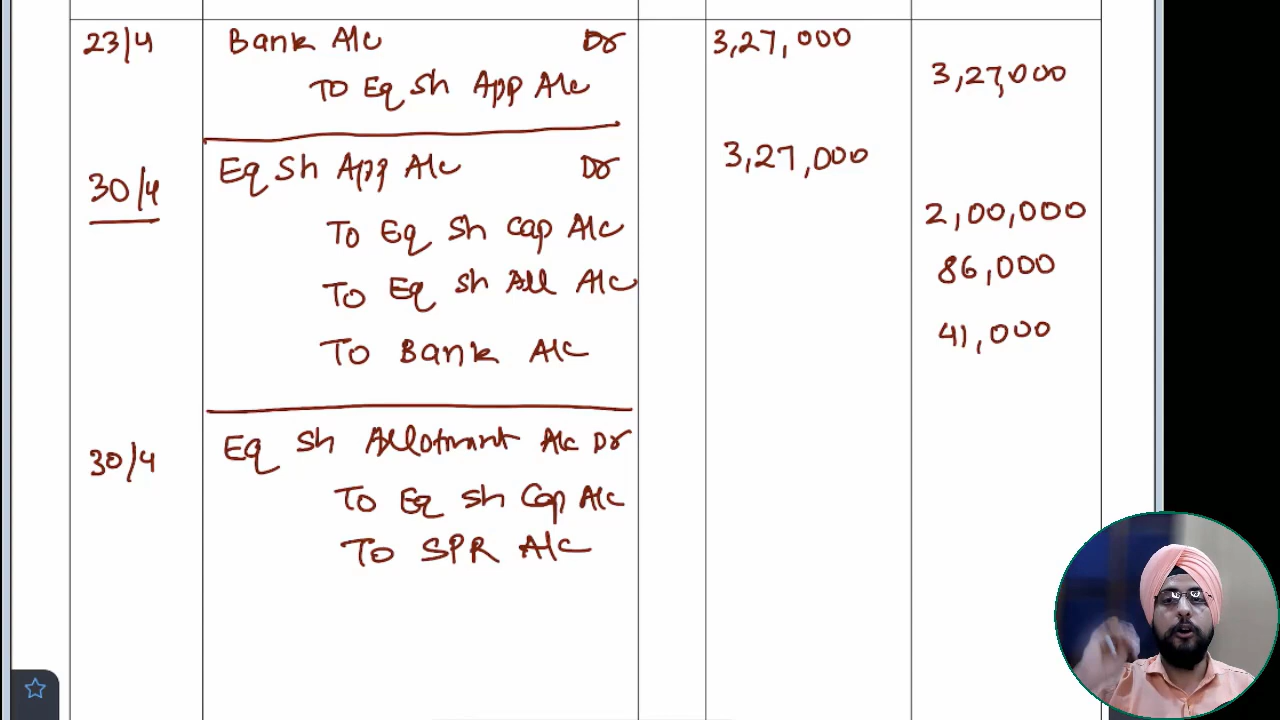 23/4 Bank A/c Dr 3,27,000
To Eq Sh App A/c 3,27,000
30/4 Eq Sh App A/c Dr 3,27,000
To Eq Sh Cap A/c 2,00,000
To Eq Sh All A/c 86,000
To Bank A/c 41,000
30/4 Eq Sh Allotment A/c Dr
To Eq Sh Cap A/c
To SPR A/c